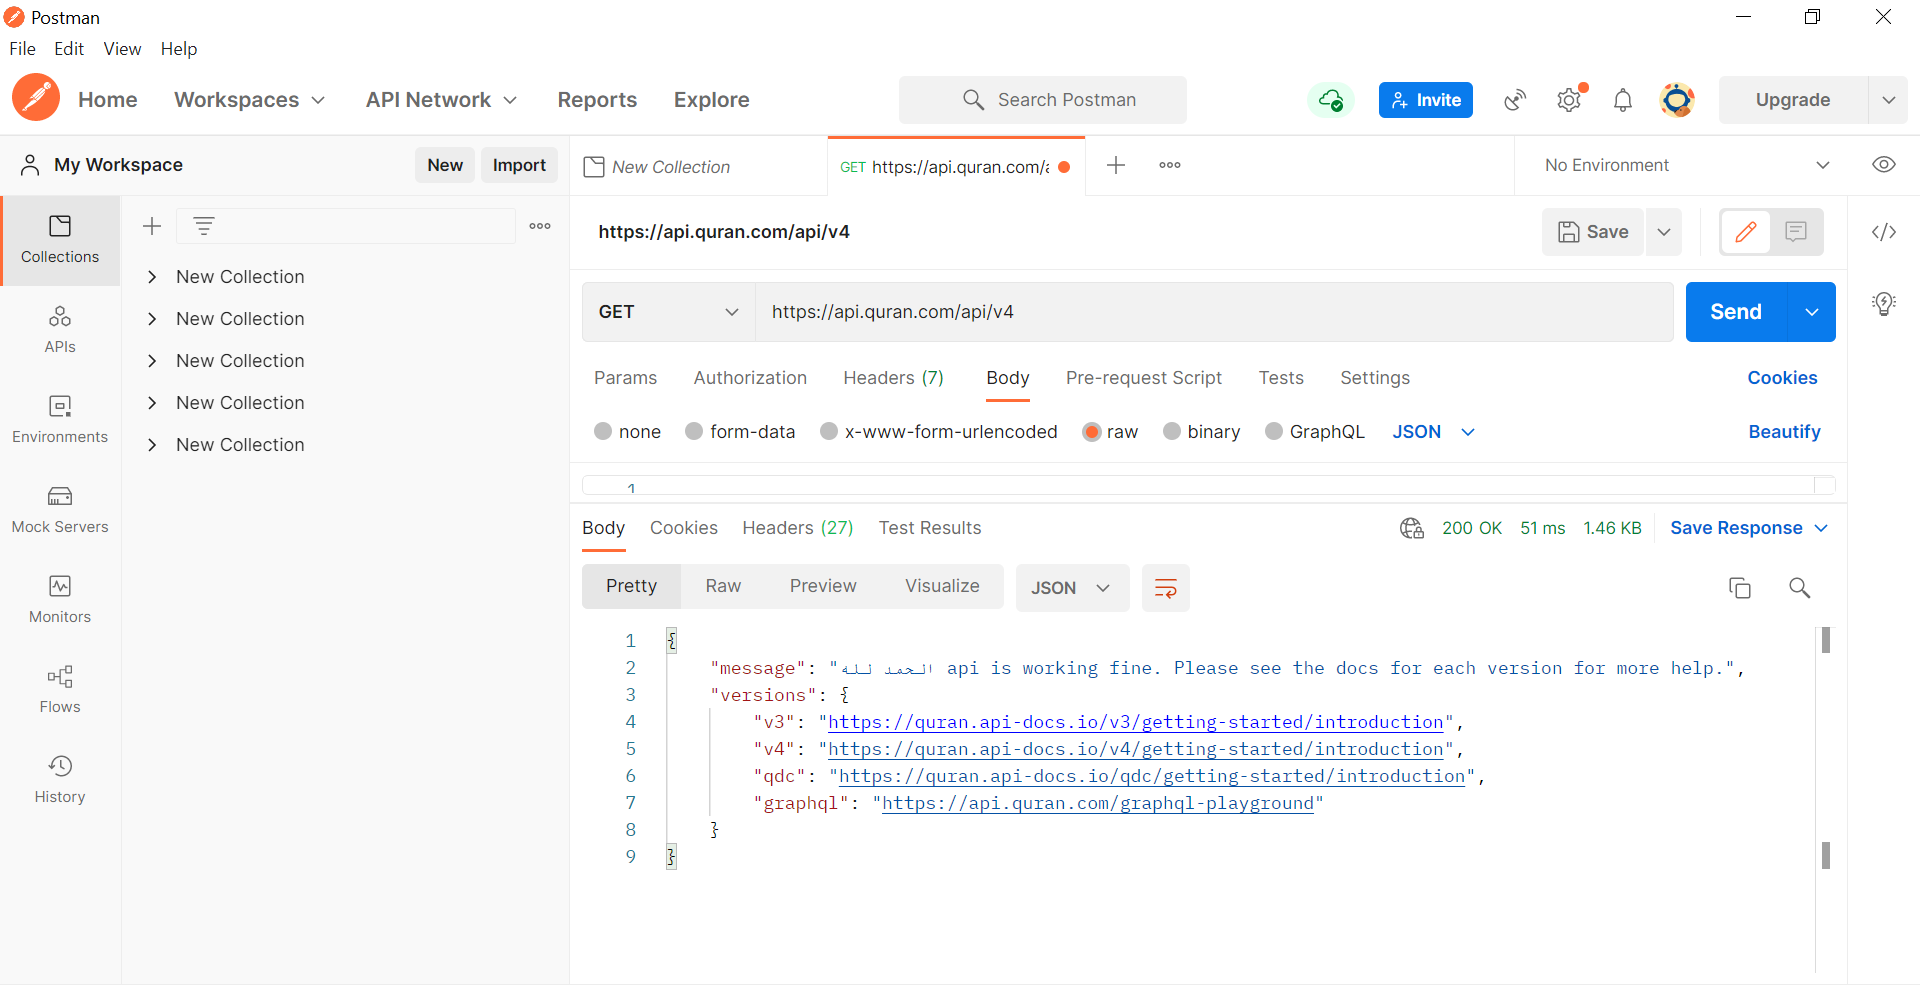 Postman
File Edit View Help
Home Workspaces API Network Reports Explore Search Postman Invite Upgrade
My Workspace New Import New Collection GET https://api.quran.com/a No Environment
Collections
APIs
Environments
Mock Servers
Monitors
Flows
History
New Collection
New Collection
New Collection
New Collection
New Collection
https://api.quran.com/api/v4 Save
GET https://api.quran.com/api/v4 Send
Params Authorization Headers (7) Body Pre-request Script Tests Settings Cookies
none form-data x-www-form-urlencoded raw binary GraphQL JSON Beautify
1
Body Cookies Headers (27) Test Results 200 OK 51 ms 1.46 KB Save Response
Pretty Raw Preview Visualize JSON
1 {
2 "message": "الحمد لله api is working fine. Please see the docs for each version for more help.",
3 "versions": {
4 "v3": "https://quran.api-docs.io/v3/getting-started/introduction",
5 "v4": "https://quran.api-docs.io/v4/getting-started/introduction",
6 "qdc": "https://quran.api-docs.io/qdc/getting-started/introduction",
7 "graphql": "https://api.quran.com/graphql-playground"
8 }
9 }